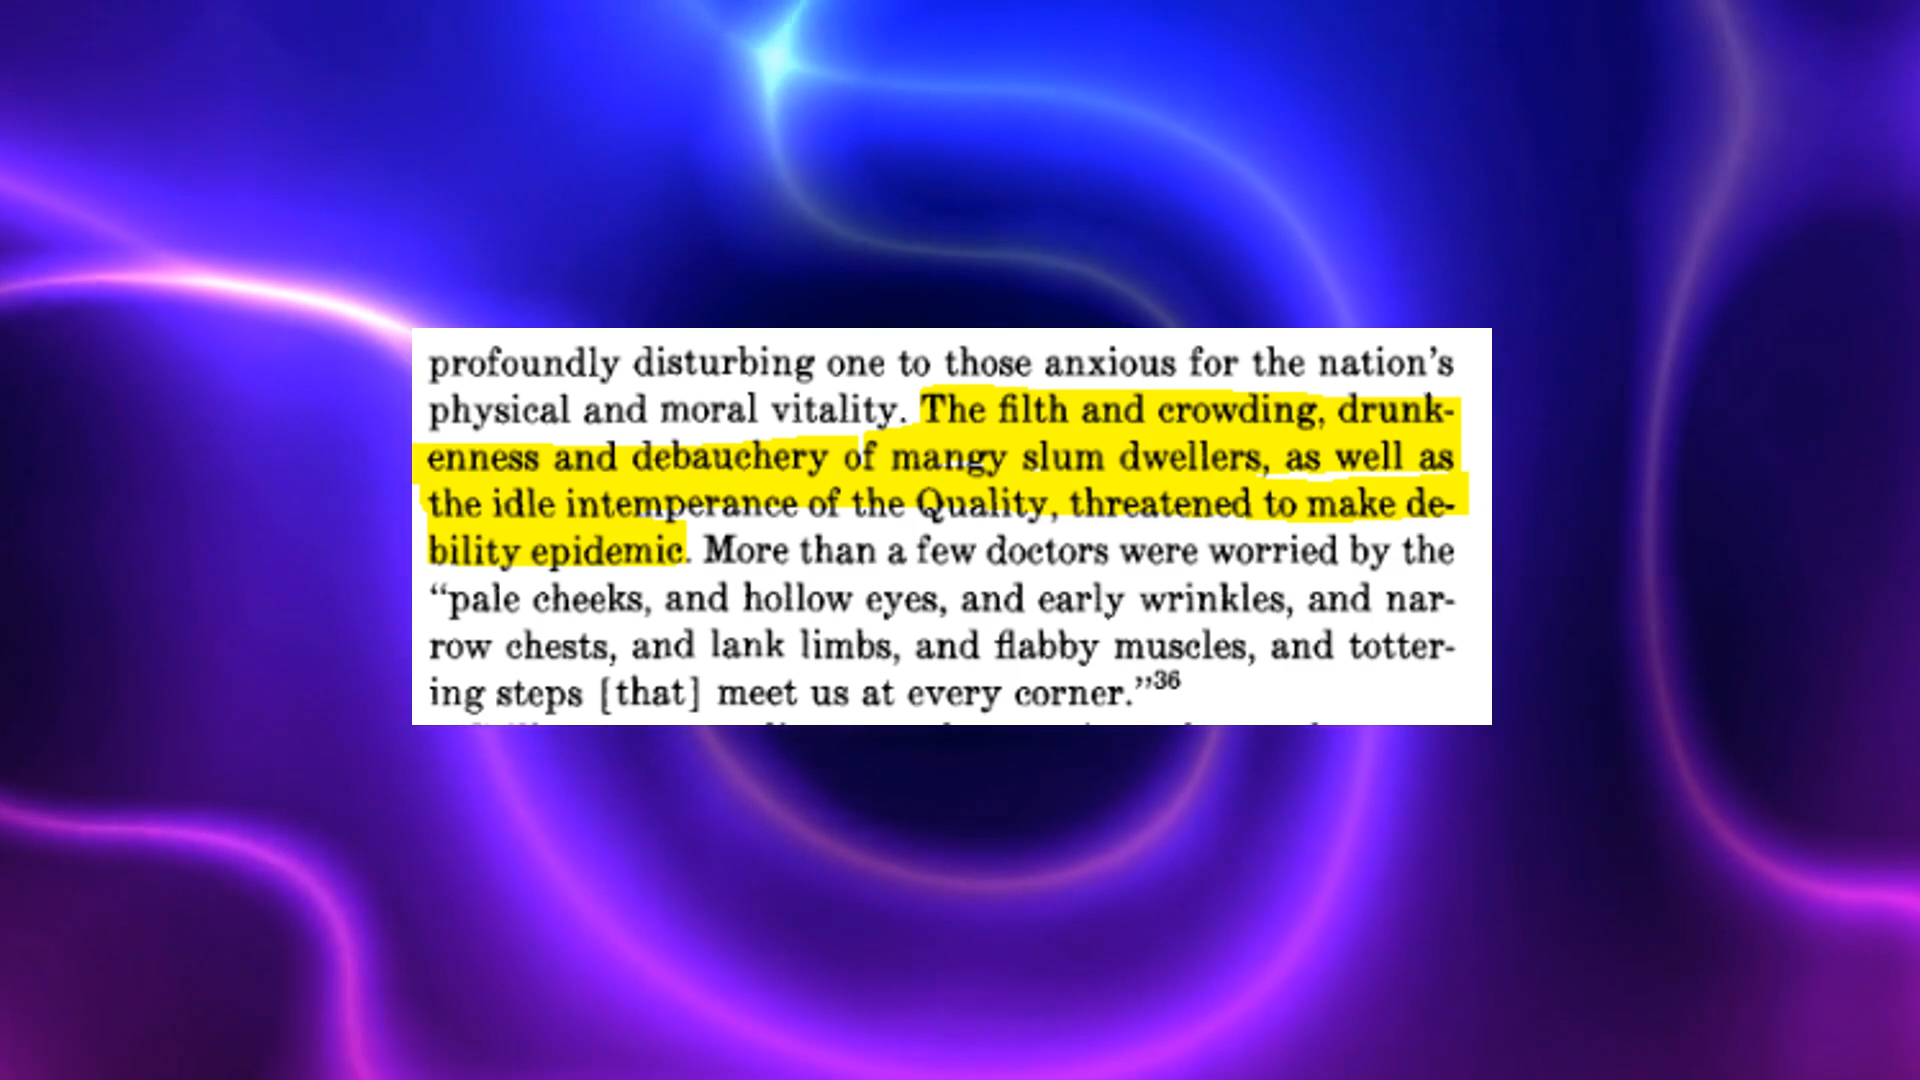 profoundly disturbing one to those anxious for the nation's
physical and moral vitality. The filth and crowding, drunk-
enness and debauchery of mangy slum dwellers, as well as
the idle intemperance of the Quality, threatened to make de-
bility epidemic. More than a few doctors were worried by the
“pale cheeks, and hollow eyes, and early wrinkles, and nar-
row chests, and lank limbs, and flabby muscles, and totter-
ing steps [that] meet us at every corner.”36